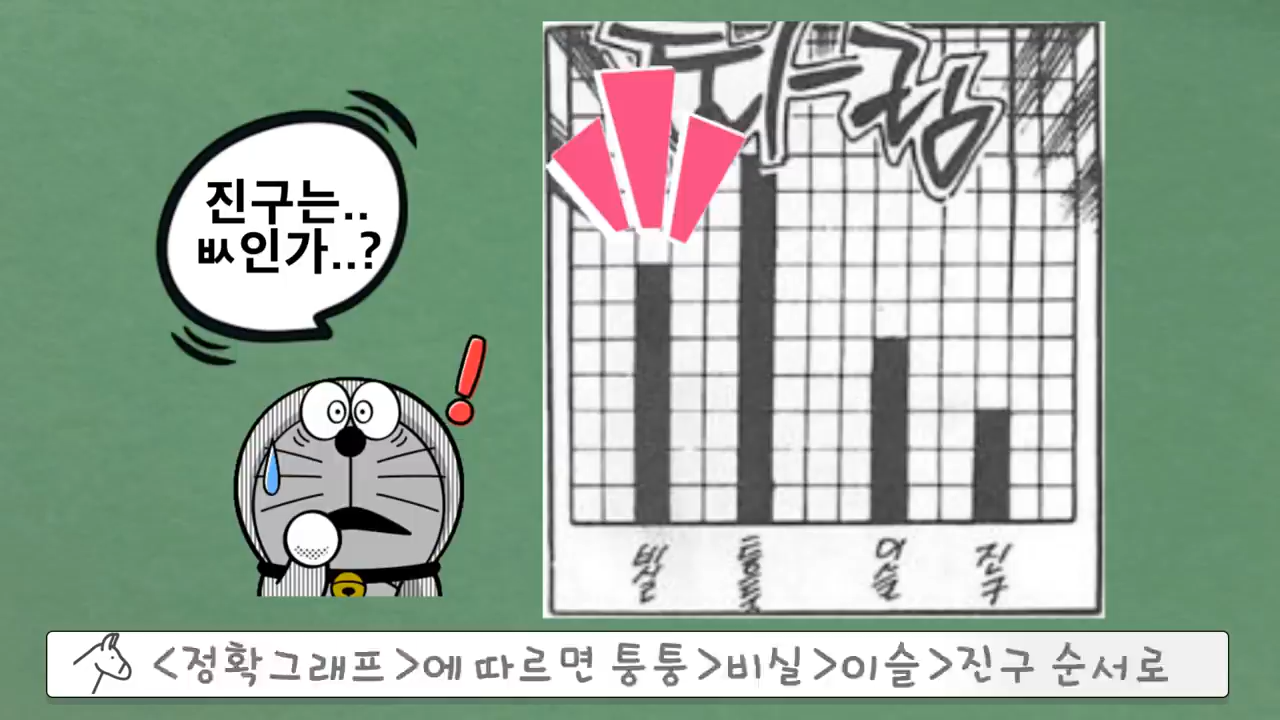 진구는..
ㅄ인가..?
비실
퉁퉁
이슬
진구
<정확그래프>에 따르면 퉁퉁>비실>이슬>진구 순서로